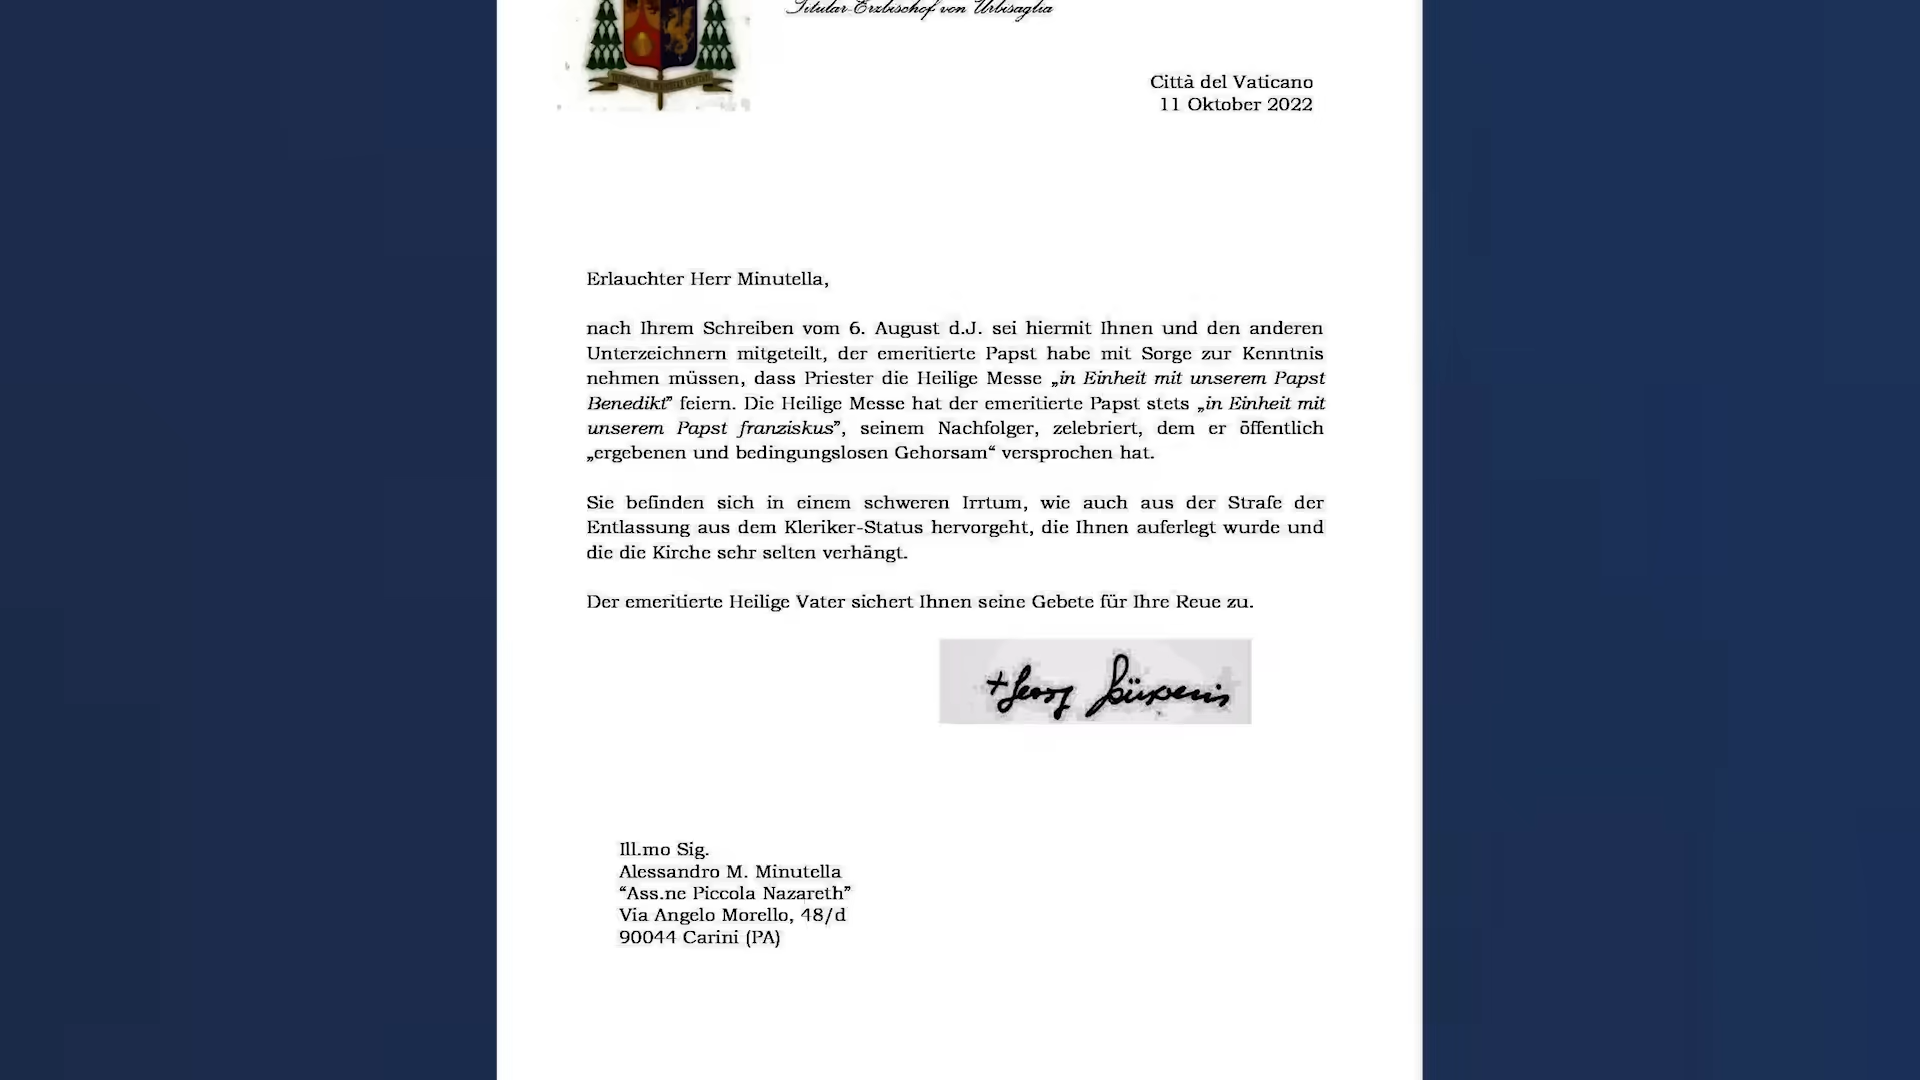 Titular-Erzbischof von Urbisaglia
Città del Vaticano
11 Oktober 2022
Erlauchter Herr Minutella,
nach Ihrem Schreiben vom 6. August d.J. sei hiermit Ihnen und den anderen
Unterzeichnern mitgeteilt, der emeritierte Papst habe mit Sorge zur Kenntnis
nehmen müssen, dass Priester die Heilige Messe „in Einheit mit unserem Papst
Benedikt” feiern. Die Heilige Messe hat der emeritierte Papst stets „in Einheit mit
unserem Papst franziskus”, seinem Nachfolger, zelebriert, dem er öffentlich
„ergebenen und bedingungslosen Gehorsam“ versprochen hat.
Sie befinden sich in einem schweren Irrtum, wie auch aus der Strafe der
Entlassung aus dem Kleriker-Status hervorgeht, die Ihnen auferlegt wurde und
die die Kirche sehr selten verhängt.
Der emeritierte Heilige Vater sichert Ihnen seine Gebete für Ihre Reue zu.
Ill.mo Sig.
Alessandro M. Minutella
“Ass.ne Piccola Nazareth”
Via Angelo Morello, 48/d
90044 Carini (PA)